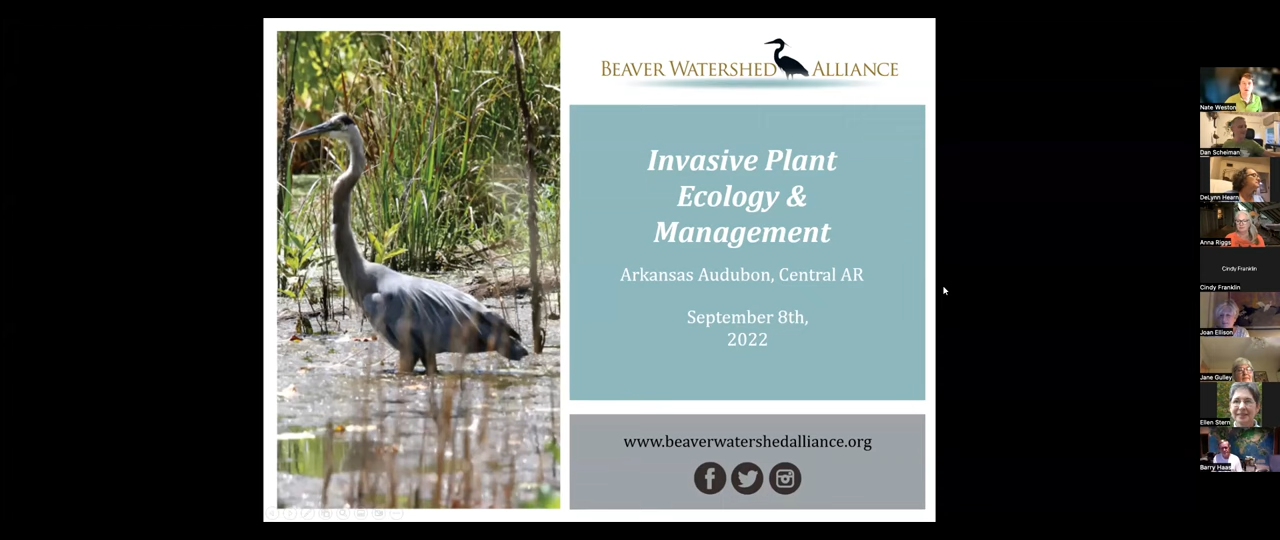 BEAVER WATERSHED ALLIANCE
Invasive Plant
Ecology &
Management
Arkansas Audubon, Central AR
September 8th,
2022
www.beaverwatershedalliance.org
Nate Weston
Dan Scheiman
DeLynn Hearn
Anna Riggs
Cindy Franklin
Cindy Franklin
Joan Ellison
Jane Gulley
Ellen Stern
Barry Haas